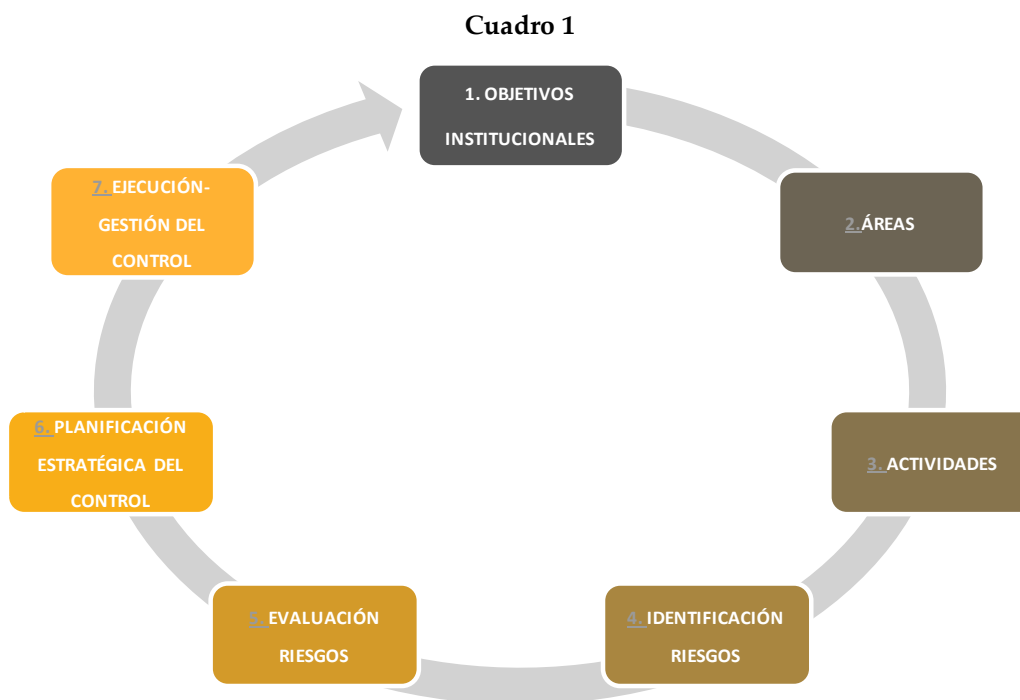 Cuadro 1
1. OBJETIVOS
INSTITUCIONALES
2.ÁREAS
3. ACTIVIDADES
4. IDENTIFICACIÓN
RIESGOS
5. EVALUACIÓN
RIESGOS
6. PLANIFICACIÓN
ESTRATÉGICA DEL
CONTROL
7. EJECUCIÓN-
GESTIÓN DEL
CONTROL